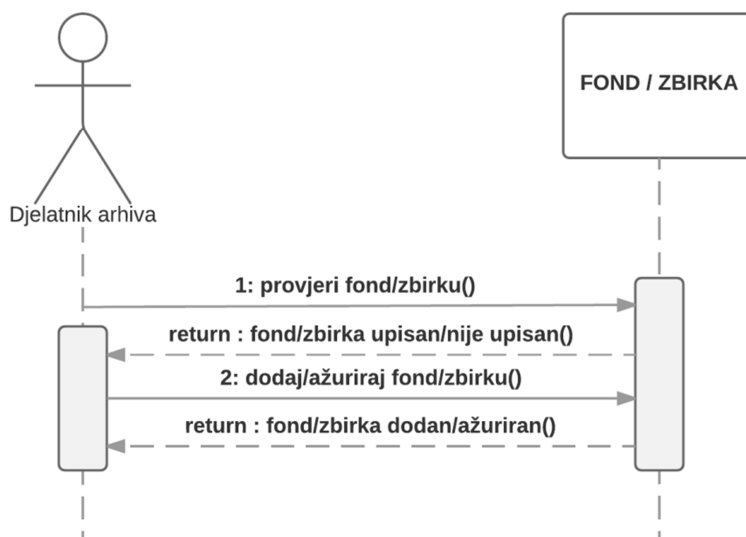 FOND / ZBIRKA
Djelatnik arhiva
1: provjeri fond/zbirku()
return : fond/zbirka upisan/nije upisan()
2: dodaj/ažuriraj fond/zbirku()
return : fond/zbirka dodan/ažuriran()